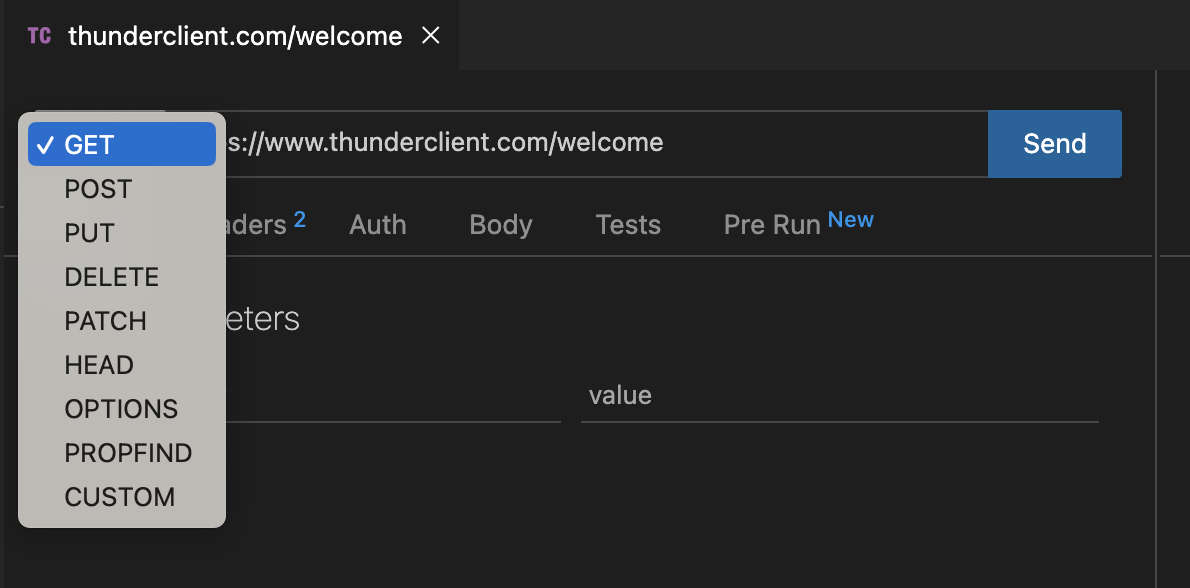 TC thunderclient.com/welcome
GET s://www.thunderclient.com/welcome Send
POST
aders 2 Auth Body Tests Pre Run New
PUT
DELETE
PATCH
eters
HEAD
value
OPTIONS
PROPFIND
CUSTOM